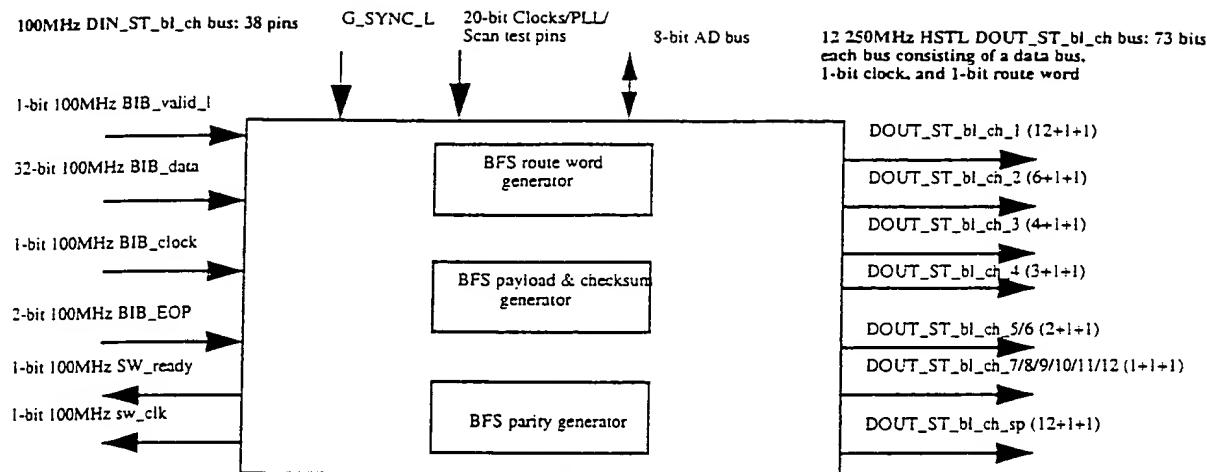 100MHz DIN_ST_bl_ch bus: 38 pins
G_SYNC_L
20-bit Clocks/PLL/
Scan test pins
8-bit AD bus
12 250MHz HSTL DOUT_ST_bl_ch bus: 73 bits
each bus consisting of a data bus,
1-bit clock, and 1-bit route word
1-bit 100MHz BIB_valid_l
32-bit 100MHz BIB_data
1-bit 100MHz BIB_clock
2-bit 100MHz BIB_EOP
1-bit 100MHz SW_ready
1-bit 100MHz sw_clk
BFS route word
generator
BFS payload & checksum
generator
BFS parity generator
DOUT_ST_bl_ch_1 (12+1+1)
DOUT_ST_bl_ch_2 (6+1+1)
DOUT_ST_bl_ch_3 (4+1+1)
DOUT_ST_bl_ch_4 (3+1+1)
DOUT_ST_bl_ch_5/6 (2+1+1)
DOUT_ST_bl_ch_7/8/9/10/11/12 (1+1+1)
DOUT_ST_bl_ch_sp (12+1+1)